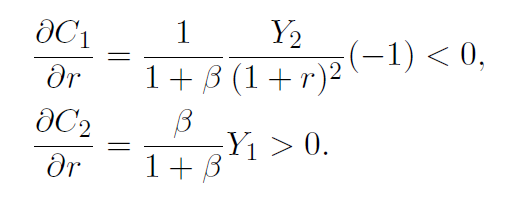 ∂C₁/∂r = 1/(1 + β) Y₂/(1 + r)² (−1) < 0,
∂C₂/∂r = β/(1 + β) Y₁ > 0.